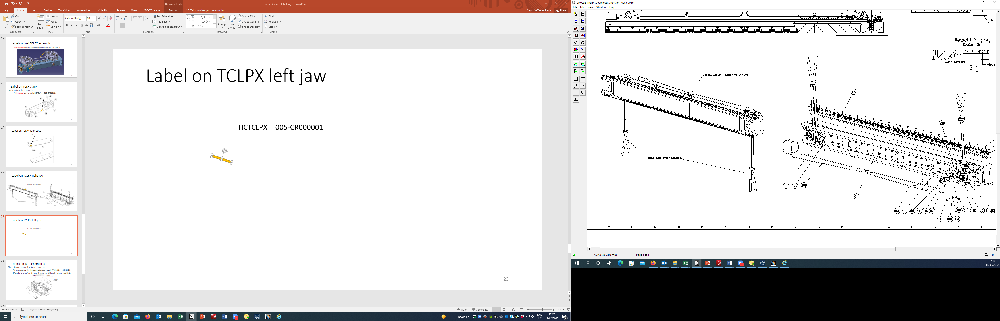 Drawing Tools
Protos_Xseries_labelling - PowerPoint
File Home Insert Design Transitions Animations Slide Show Review View PDF-XChange Format Tell me what you want to do...
Francois-Xavier Nuiry Share
Paste Cut Copy Format Painter
Clipboard
New Slide Layout Reset Section
Slides
Calibri (Body) 18
Font
Text Direction Align Text Convert to SmartArt
Paragraph
Arrange Quick Styles Shape Fill Shape Outline Shape Effects
Drawing
Find Replace Select
Editing
19
Label on final TCLPX assembly
20
Label on TCLPX tank
Vacuum tank: 1 asset number:
Engraved on the tank: HCTCLPX__002-CR000001
21
Label on TCLPX tank cover
22
Label on TCLPX right jaw
23
Label on TCLPX left jaw
24
Labels on sub-assemblies
Phase II tables assemblies: 3 asset numbers:
One engraving for the complete assembly: HCTCSM0004_CZ0000XX;
Two for screws (one for each), given by stickers (provided by CERN);
25
Label on TCLPX left jaw
HCTCLPX__005-CR000001
23
Slide 23 of 27 English (United Kingdom)
Notes Comments 150%
Type here to search
12°C Ensoleillé
ENG US
17:17
11/03/2022
C:\Users\fnuiry\Downloads\lhctclpx__0005-v0.plt
File Edit View Window Help
Y
Detail Y (2x)
Scale 2:1
Block surfaces
0.1
(0.5)
Identification number of the JAW
Bend tube after assembly
15
23
11 22 04
01
03 21 06 20 19 07 09 05 10 17 18 02
24 08 24
22 21 20 19 18 17 16 15 14 13 12 11 10 9 8 7 6
26.150, 393.600 mm
Page 1 of 1
0
17:17
11/03/2022